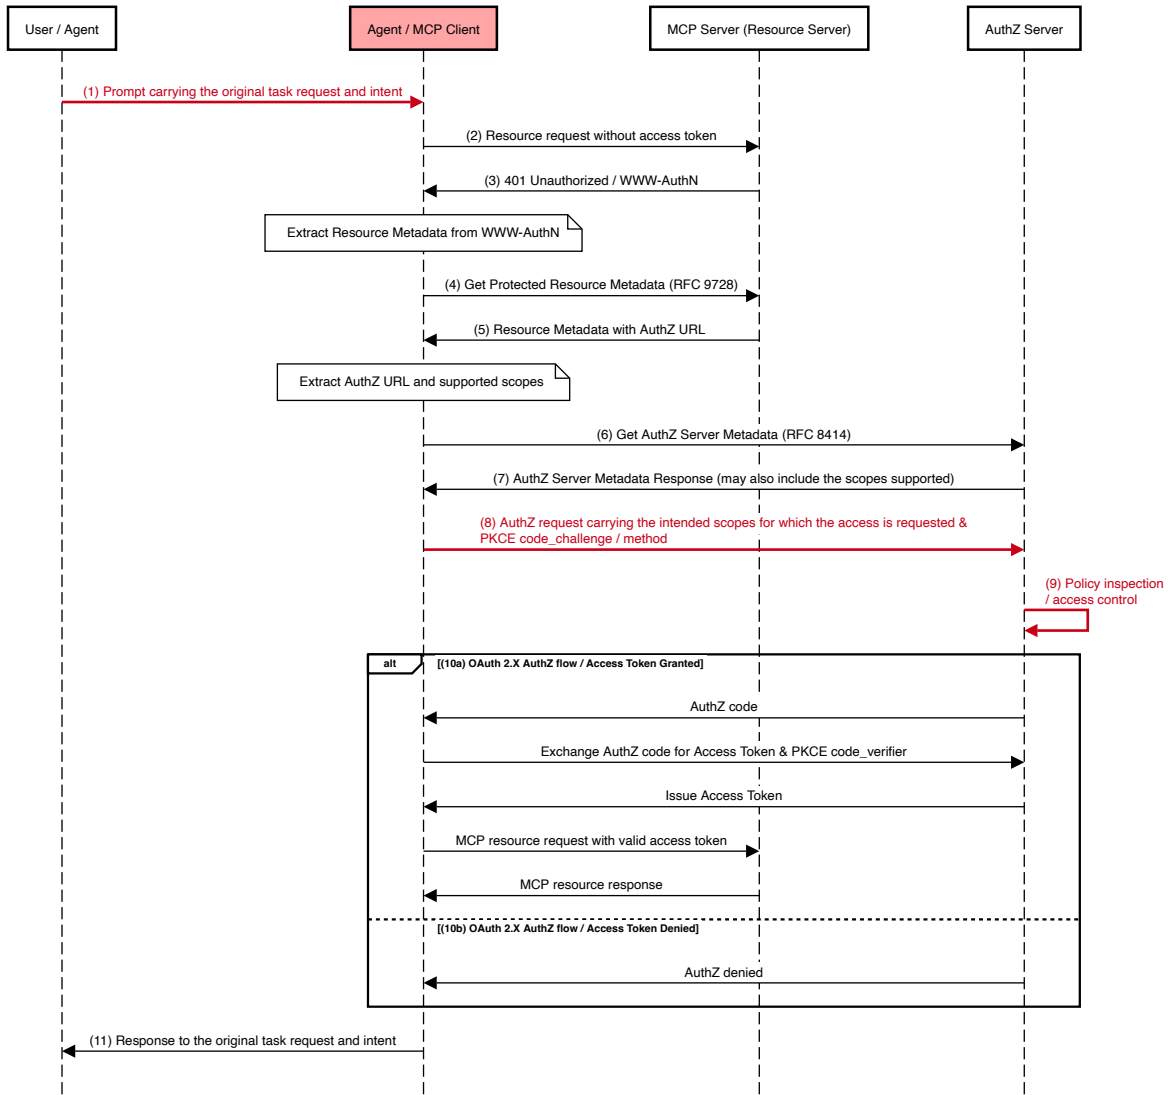 User / Agent
Agent / MCP Client
MCP Server (Resource Server)
AuthZ Server
(1) Prompt carrying the original task request and intent
(2) Resource request without access token
(3) 401 Unauthorized / WWW-AuthN
Extract Resource Metadata from WWW-AuthN
(4) Get Protected Resource Metadata (RFC 9728)
(5) Resource Metadata with AuthZ URL
Extract AuthZ URL and supported scopes
(6) Get AuthZ Server Metadata (RFC 8414)
(7) AuthZ Server Metadata Response (may also include the scopes supported)
(8) AuthZ request carrying the intended scopes for which the access is requested &
PKCE code_challenge / method
(9) Policy inspection
/ access control
alt
[(10a) OAuth 2.X AuthZ flow / Access Token Granted]
AuthZ code
Exchange AuthZ code for Access Token & PKCE code_verifier
Issue Access Token
MCP resource request with valid access token
MCP resource response
[(10b) OAuth 2.X AuthZ flow / Access Token Denied]
AuthZ denied
(11) Response to the original task request and intent